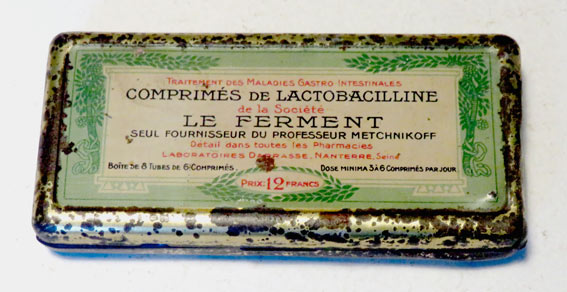 TRAITEMENT DES MALADIES GASTRO INTESTINALES
COMPRIMÉS DE LACTOBACILLINE
de la Société
LE FERMENT
SEUL FOURNISSEUR DU PROFESSEUR METCHNIKOFF
Détail dans toutes les Pharmacies
LABORATOIRES DARRASSE, NANTERRE, Seine
BOÎTE DE 8 TUBES DE 6 COMPRIMÉS
DOSE MINIMA 3 À 6 COMPRIMÉS PAR JOUR
PRIX: 12 FRANCS